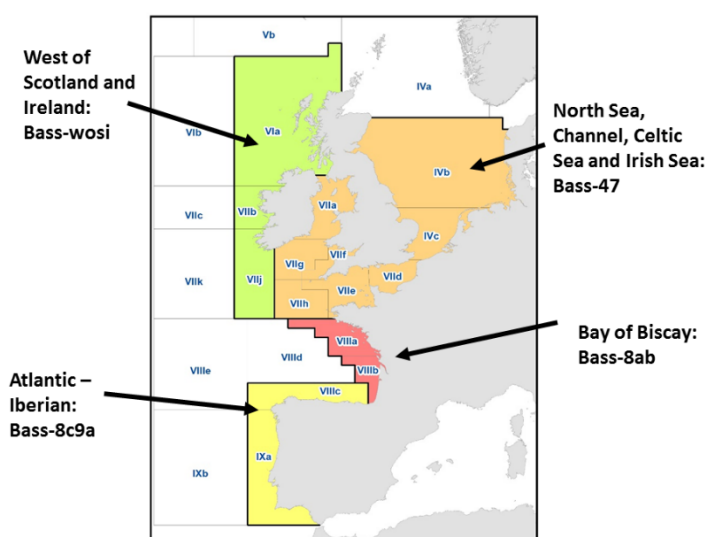 West of
Scotland and
Ireland:
Bass-wosi
North Sea,
Channel, Celtic
Sea and Irish Sea:
Bass-47
Bay of Biscay:
Bass-8ab
Atlantic –
Iberian:
Bass-8c9a
Vb
IVa
VIb
VIa
IVb
VIIc
VIIb
VIIa
IVc
VIIk
VIIj
VIIg
VIIf
VIId
VIIe
VIIh
VIIIa
VIIIe
VIIId
VIIIb
VIIIc
IXb
IXa